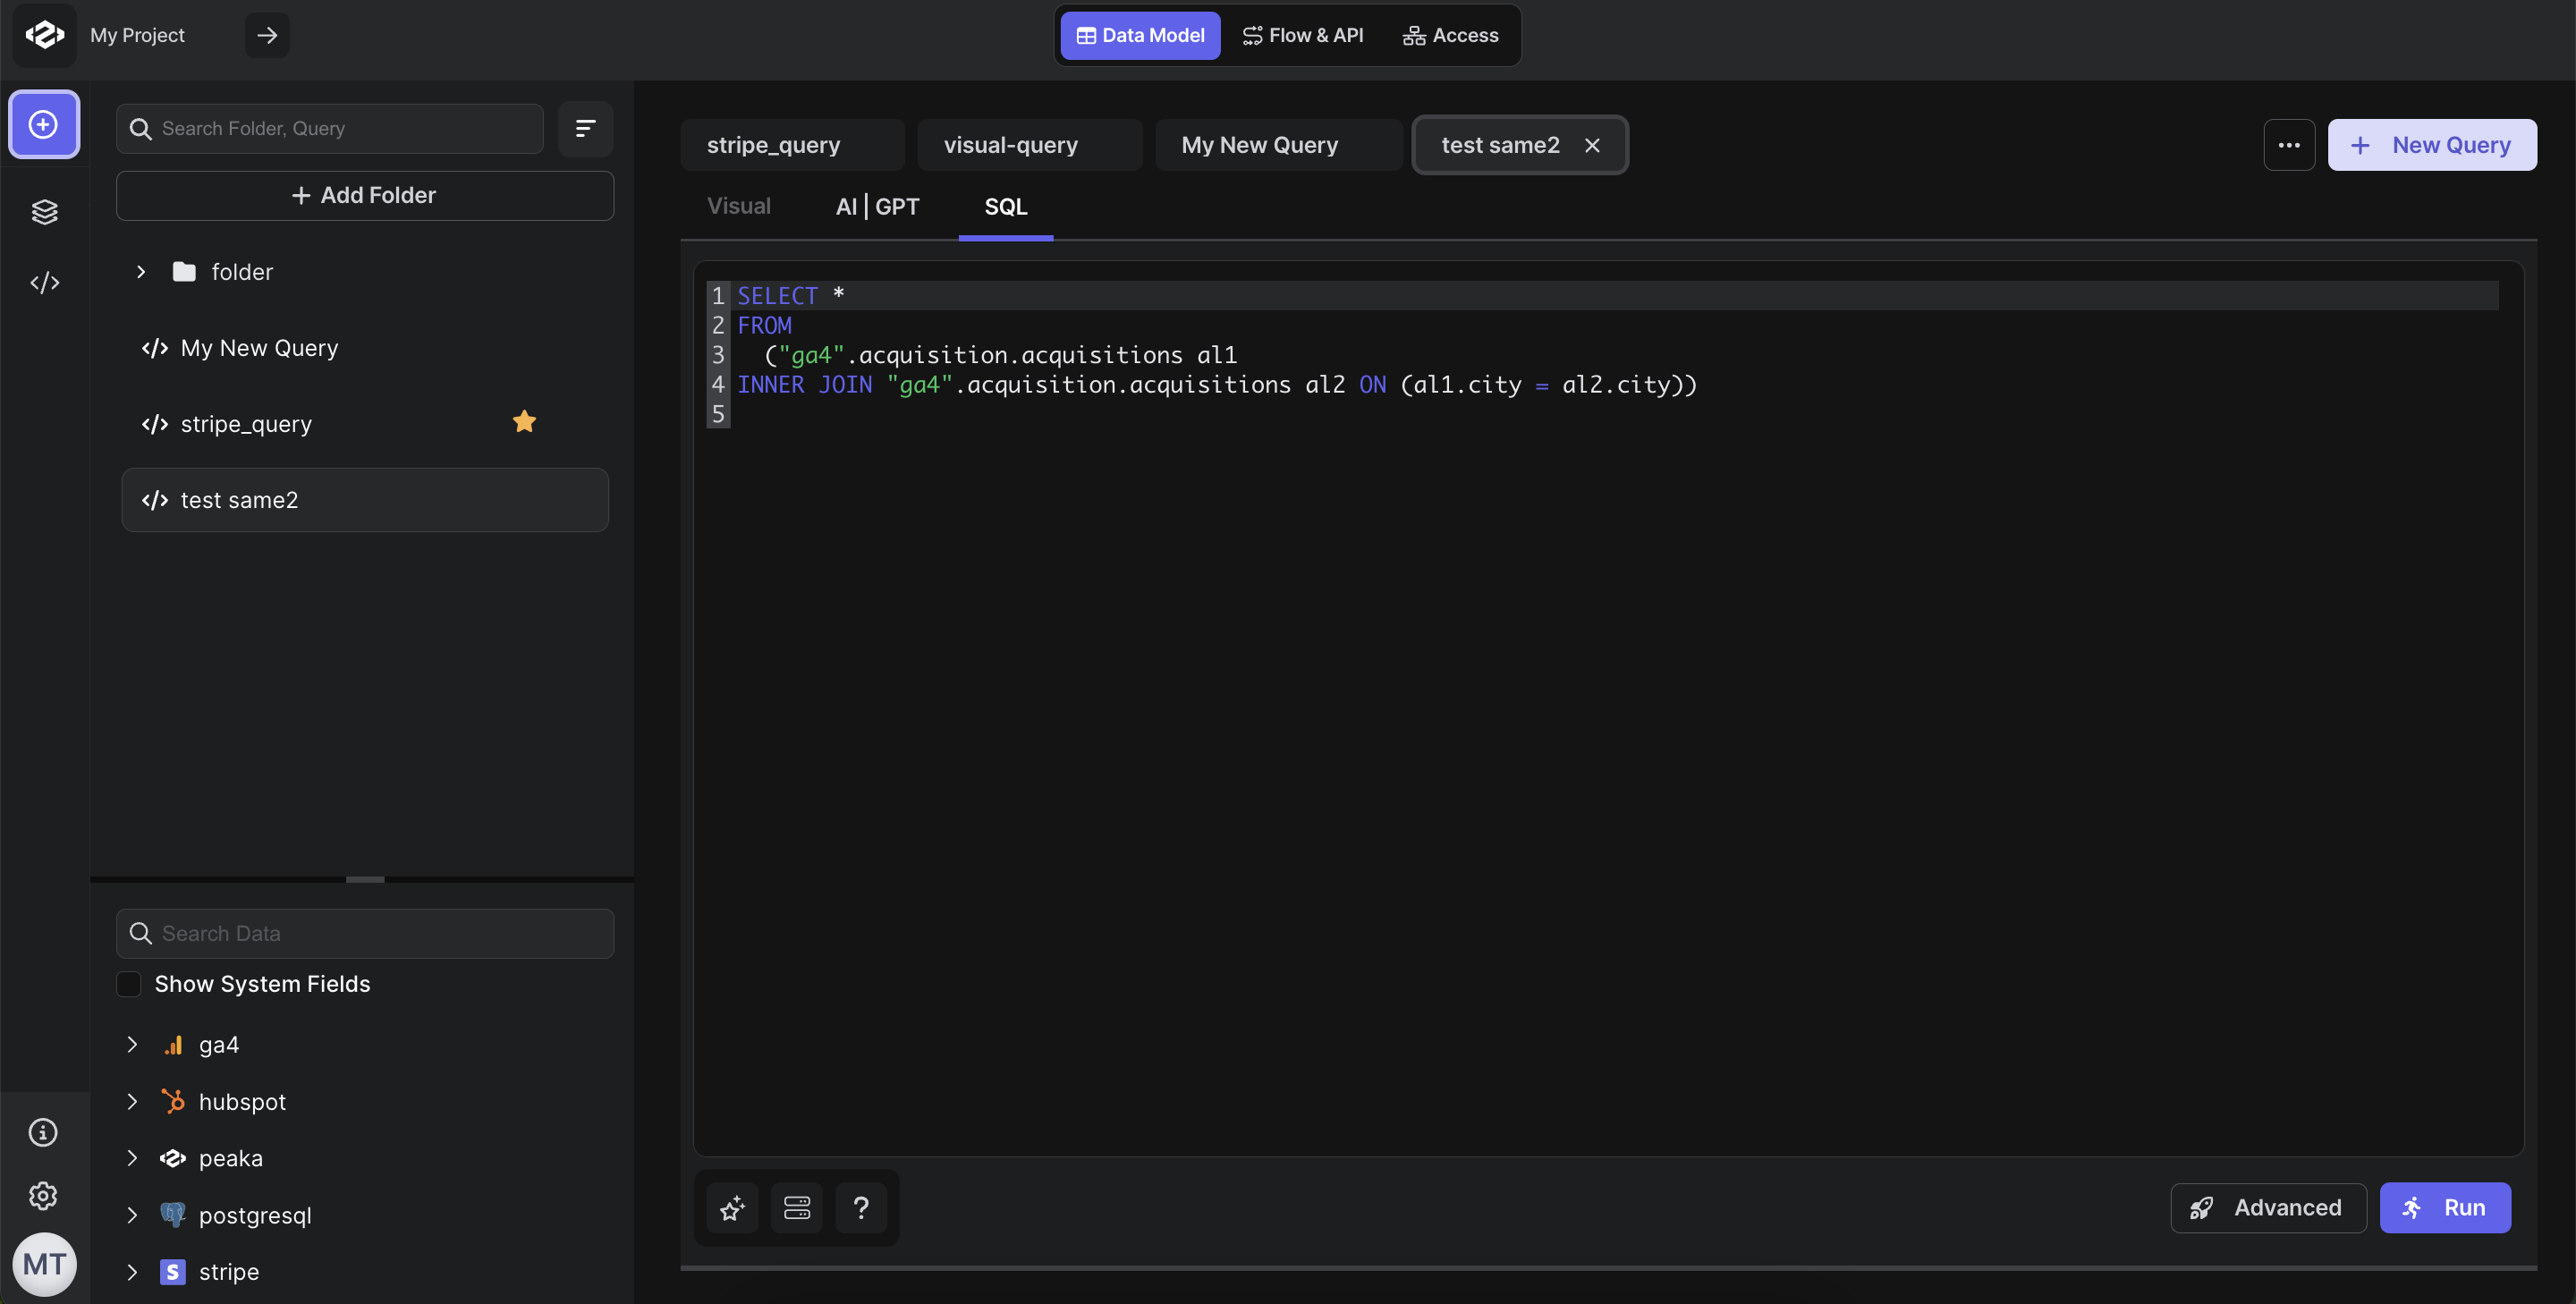 My Project
Data Model
Flow & API
Access
Search Folder, Query
+ Add Folder
folder
</> My New Query
</> stripe_query
</> test same2
Search Data
Show System Fields
ga4
hubspot
peaka
postgresql
S stripe
MT
stripe_query
visual-query
My New Query
test same2 ×
... + New Query
Visual
AI | GPT
SQL
1 SELECT *
2 FROM
3 ("ga4".acquisition.acquisitions al1
4 INNER JOIN "ga4".acquisition.acquisitions al2 ON (al1.city = al2.city))
5
?
Advanced
Run